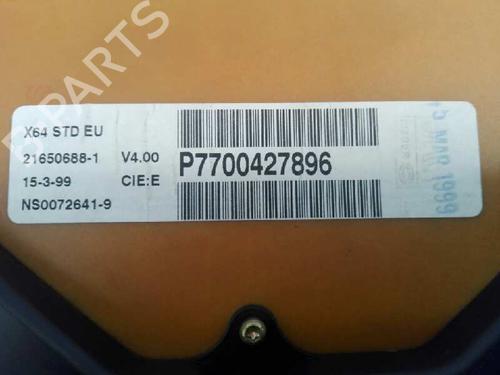 X64 STD EU
21650688-1 V4.00
15-3-99 CIE:E
NS0072641-9
P7700427896
MAR 1999
B-PARTS